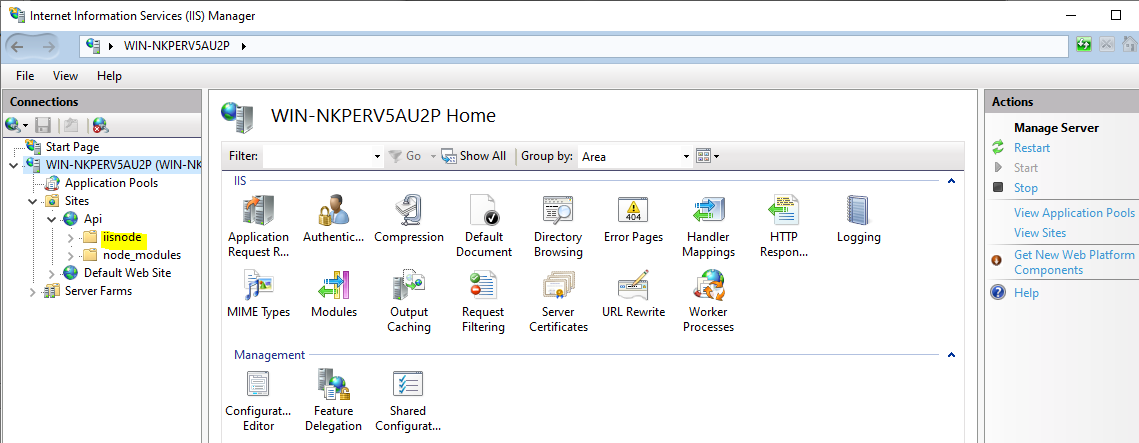 Internet Information Services (IIS) Manager
WIN-NKPERV5AU2P
File View Help
Connections
Start Page
WIN-NKPERV5AU2P (WIN-NK
Application Pools
Sites
Api
iisnode
node_modules
Default Web Site
Server Farms
WIN-NKPERV5AU2P Home
Filter: Go Show All Group by: Area
IIS
Application Authentic... Compression Default Directory Error Pages Handler HTTP Logging
Request R... Document Browsing Mappings Respon...
404
MIME Types Modules Output Request Server URL Rewrite Worker
Caching Filtering Certificates Processes
Management
Configurat... Feature Shared
Editor Delegation Configurat...
Actions
Manage Server
Restart
Start
Stop
View Application Pools
View Sites
Get New Web Platform
Components
Help